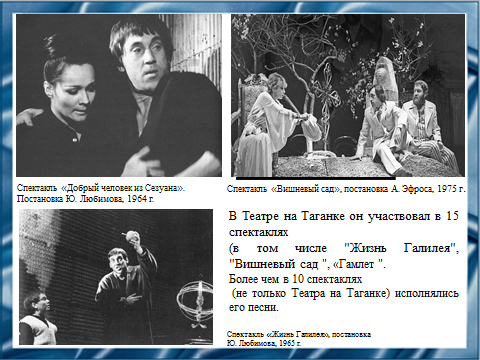 Спектакль «Добрый человек из Сезуана».
Постановка Ю. Любимова, 1964 г.
Спектакль «Вишневый сад», постановка А. Эфроса, 1975 г.
В Театре на Таганке он участвовал в 15
спектаклях
(в том числе "Жизнь Галилея",
"Вишневый сад ", «Гамлет ".
Более чем в 10 спектаклях
(не только Театра на Таганке) исполнялись
его песни.
Спектакль «Жизнь Галилея», постановка
Ю. Любимова, 1965 г.